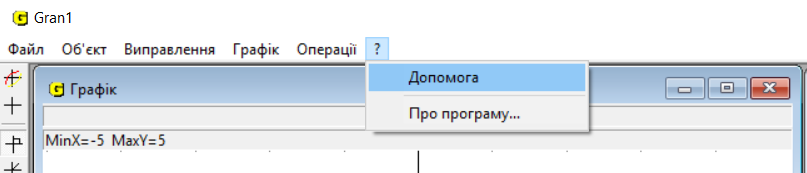 Gran1
Файл Об'єкт Виправлення Графік Операції ?
Допомога
Графік
Про програму...
MinX=-5 MaxY=5